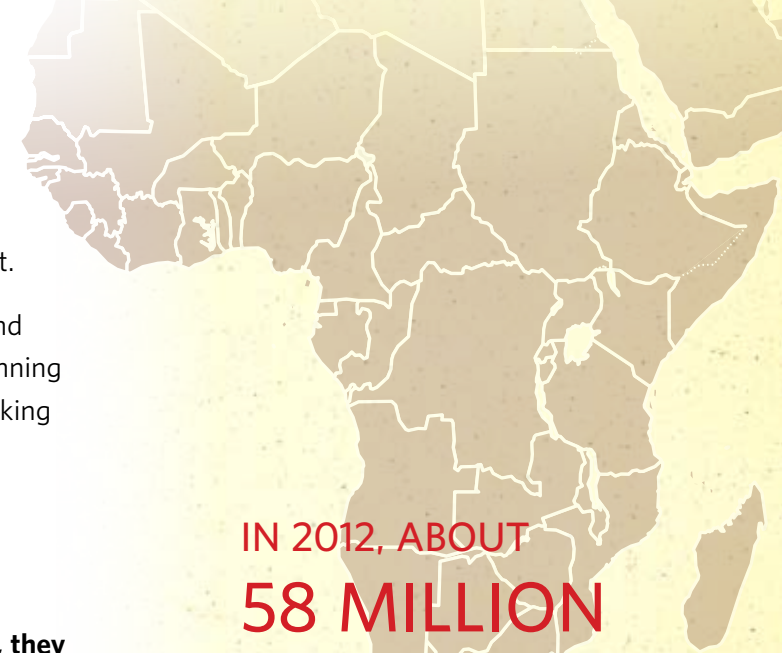 t.
nd
nning
king
, they
IN 2012, ABOUT
58 MILLION